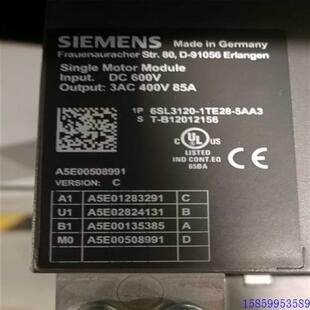 SIEMENS Made in Germany
Frauenauracher Str. 80, D-91056 Erlangen
Single Motor Module
Input: DC 600V
Output: 3AC 400V 85A
1P 6SL3120-1TE28-5AA3
S T-B12012156
c UL US LISTED
IND. CONT. EQ.
65BA
A5E00508991
VERSION: C
A1 A5E01283291 C
U1 A5E02824131 B
B1 A5E00135385 A
M0 A5E00508991 D
15859953589